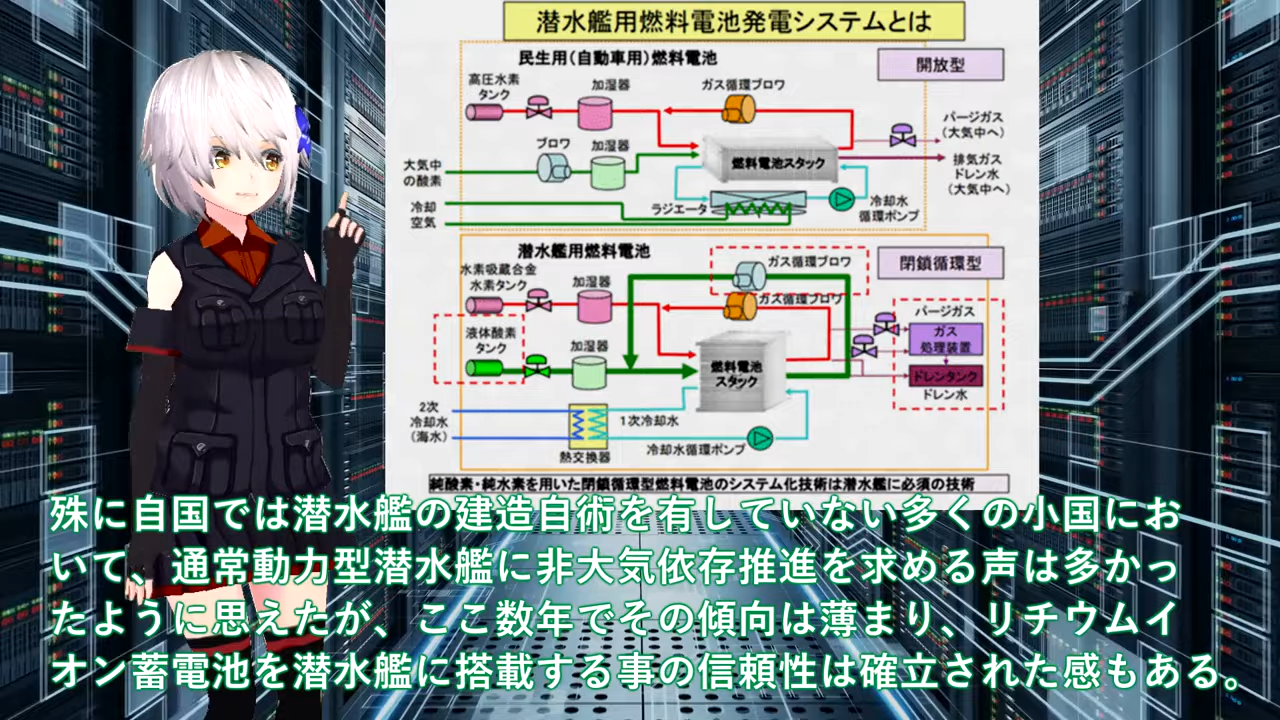 潜水艦用燃料電池発電システムとは
民生用(自動車用)燃料電池
開放型
高圧水素
タンク
加湿器
ガス循環ブロワ
パージガス
(大気中へ)
ブロワ
加湿器
燃料電池スタック
大気中
の酸素
排気ガス
ドレン水
(大気中へ)
冷却
空気
ラジエータ
冷却水
循環ポンプ
潜水艦用燃料電池
閉鎖循環型
水素吸蔵合金
水素タンク
加湿器
ガス循環ブロワ
ガス循環ブロワ
パージガス
液体酸素
タンク
加湿器
燃料電池
スタック
ガス
処理装置
ドレンタンク
ドレン水
2次
冷却水
(海水)
1次冷却水
熱交換器
冷却水循環ポンプ
純酸素・純水素を用いた閉鎖循環型燃料電池のシステム化技術は潜水艦に必須の技術
殊に自国では潜水艦の建造自術を有していない多くの小国にお
いて、通常動力型潜水艦に非大気依存推進を求める声は多かっ
たように思えたが、ここ数年でその傾向は薄まり、リチウムイ
オン蓄電池を潜水艦に搭載する事の信頼性は確立された感もある。